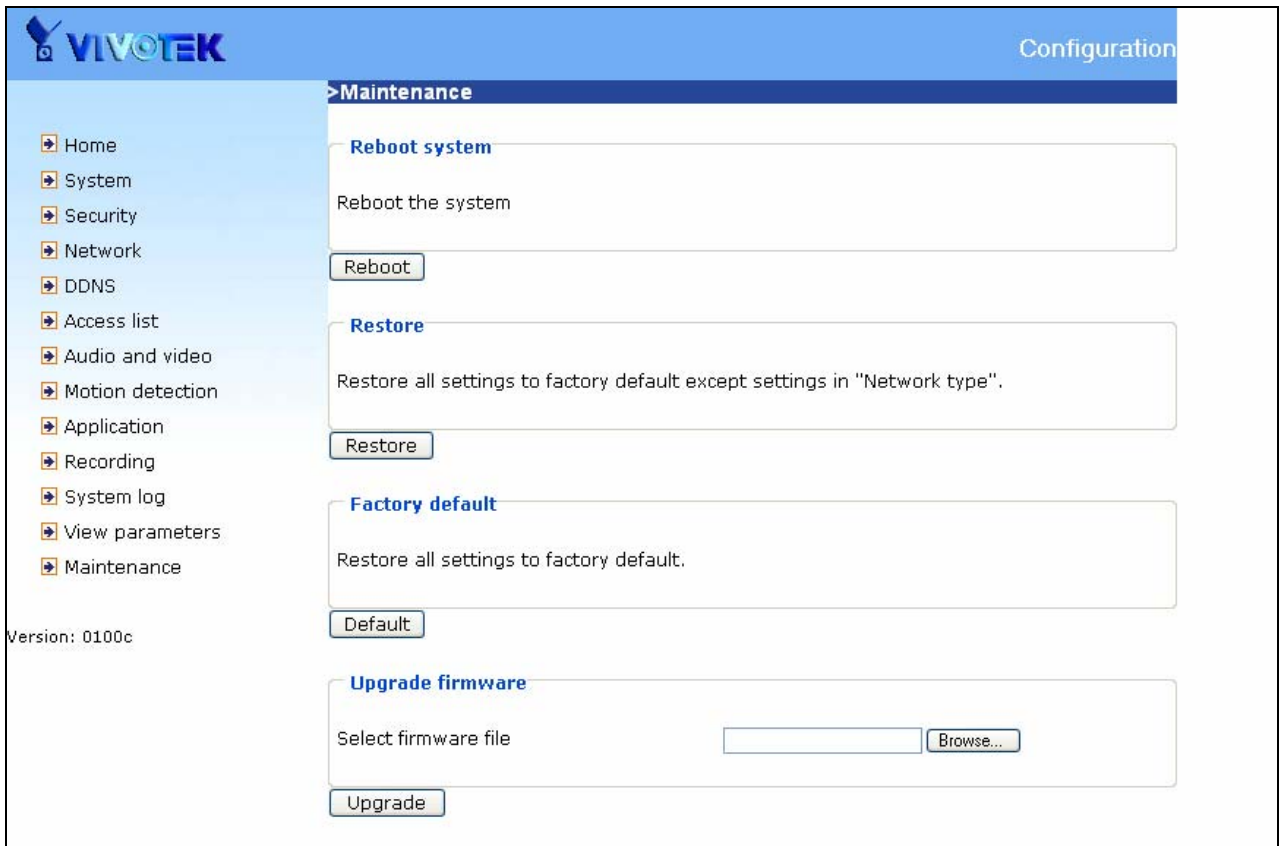 VIVOTEK
Configuration
>Maintenance
Home
System
Security
Network
DDNS
Access list
Audio and video
Motion detection
Application
Recording
System log
View parameters
Maintenance
Version: 0100c
Reboot system
Reboot the system
Reboot
Restore
Restore all settings to factory default except settings in "Network type".
Restore
Factory default
Restore all settings to factory default.
Default
Upgrade firmware
Select firmware file Browse...
Upgrade